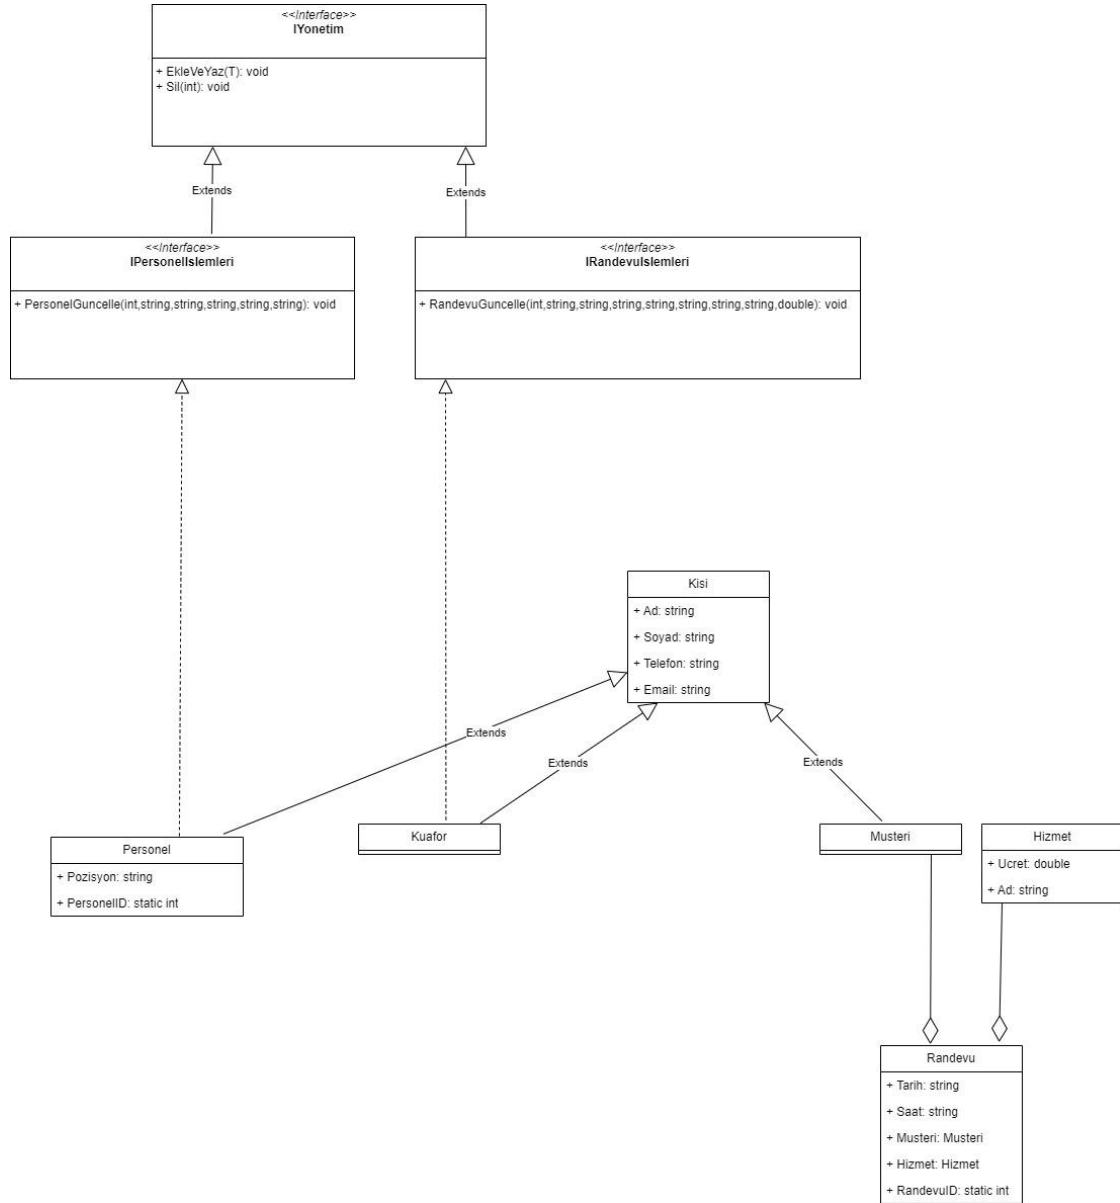 <<Interface>>
IYonetim
+ EkleVeYaz(T): void
+ Sil(int): void
Extends
Extends
<<Interface>>
IPersonelIslemleri
+ PersonelGuncelle(int,string,string,string,string,string): void
<<Interface>>
IRandevuIslemleri
+ RandevuGuncelle(int,string,string,string,string,string,string,string,double): void
Kisi
+ Ad: string
+ Soyad: string
+ Telefon: string
+ Email: string
Extends
Extends
Extends
Personel
+ Pozisyon: string
+ PersonelID: static int
Kuafor
Musteri
Hizmet
+ Ucret: double
+ Ad: string
Randevu
+ Tarih: string
+ Saat: string
+ Musteri: Musteri
+ Hizmet: Hizmet
+ RandevuID: static int